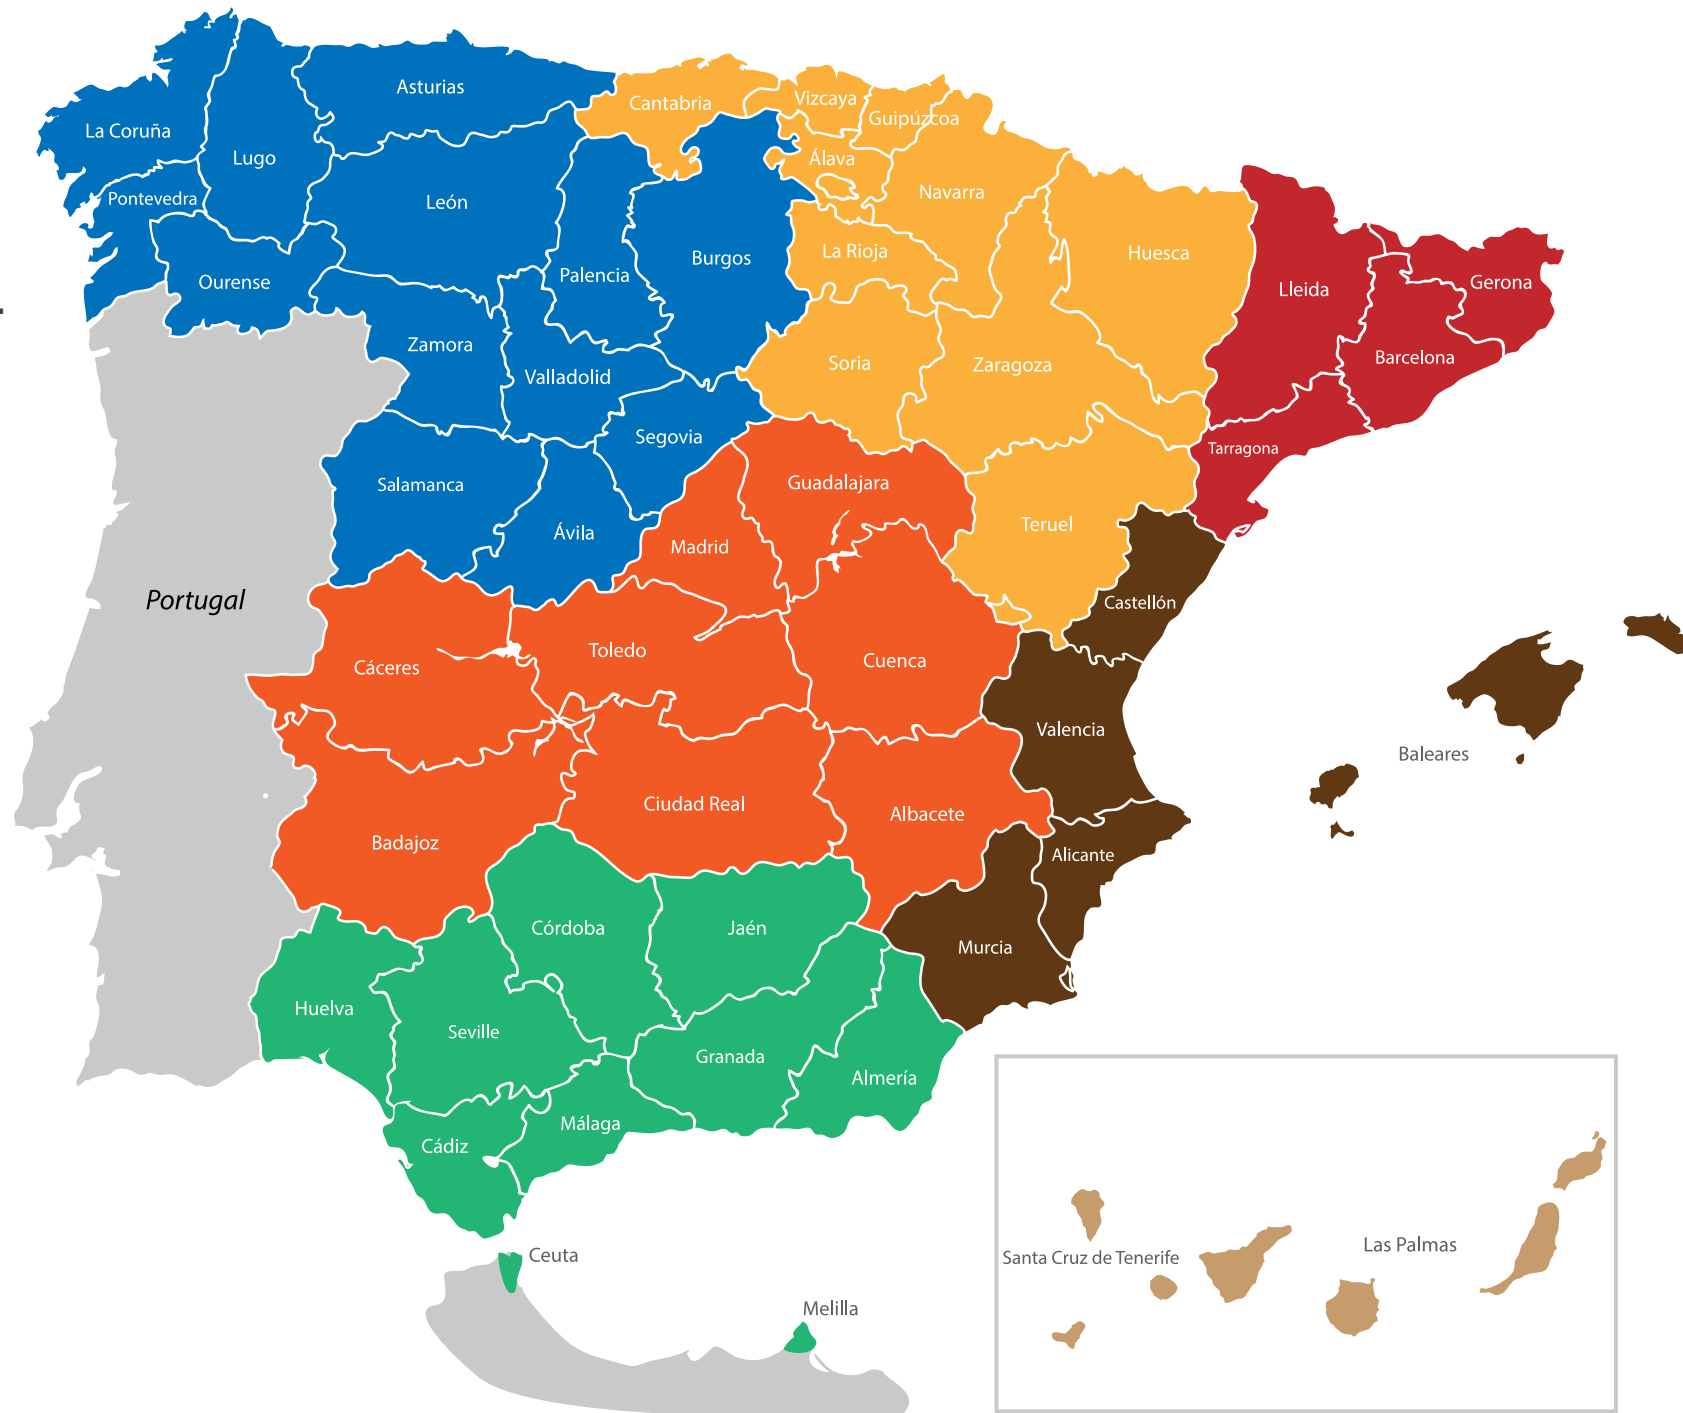 Asturias
Cantabria
Vizcaya
Guipúzcoa
La Coruña
Lugo
Álava
Pontevedra
León
Navarra
Burgos
La Rioja
Huesca
Ourense
Palencia
Lleida
Gerona
Zamora
Valladolid
Soria
Zaragoza
Barcelona
Segovia
Tarragona
Salamanca
Guadalajara
Ávila
Madrid
Teruel
Portugal
Castellón
Cáceres
Toledo
Cuenca
Valencia
Baleares
Ciudad Real
Albacete
Badajoz
Alicante
Córdoba
Jaén
Murcia
Huelva
Seville
Granada
Almería
Málaga
Cádiz
Ceuta
Santa Cruz de Tenerife
Las Palmas
Melilla